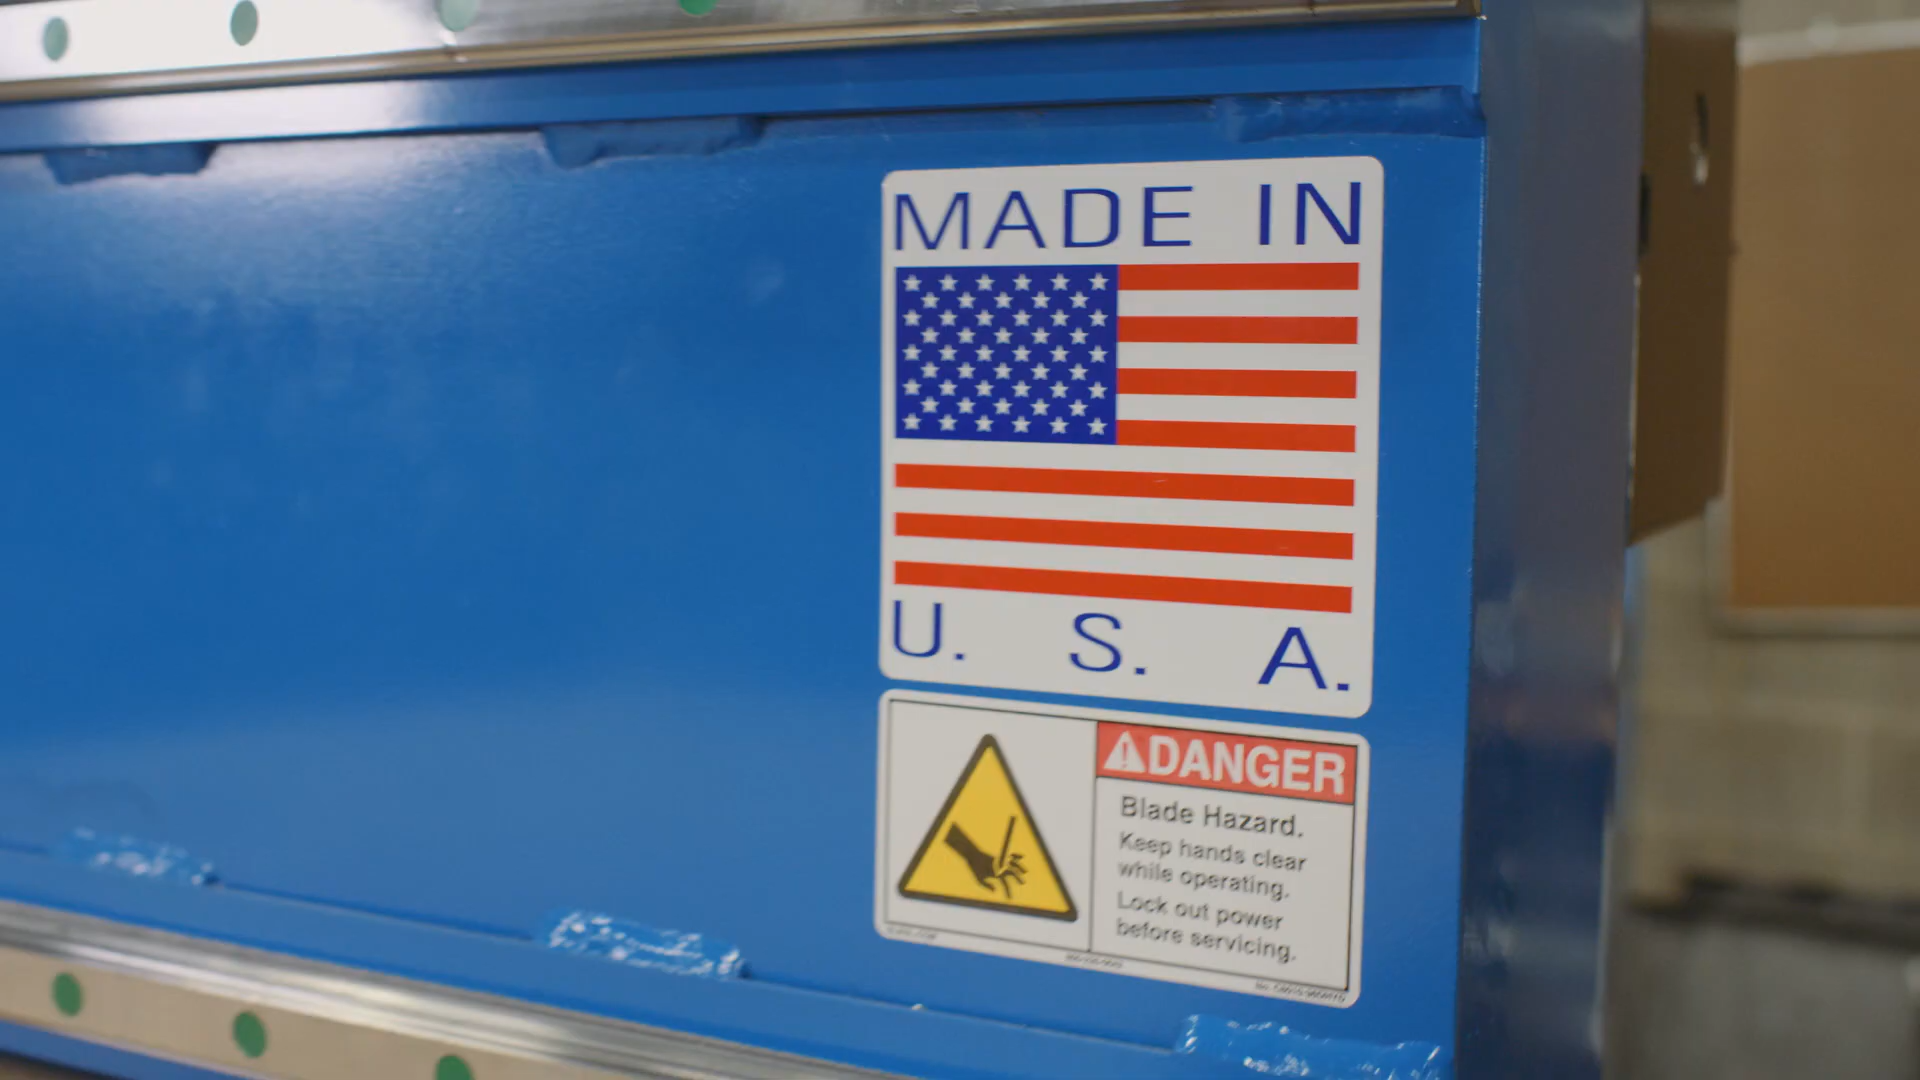 MADE IN
U. S. A.
DANGER
Blade Hazard.
Keep hands clear
while operating.
Lock out power
before servicing.